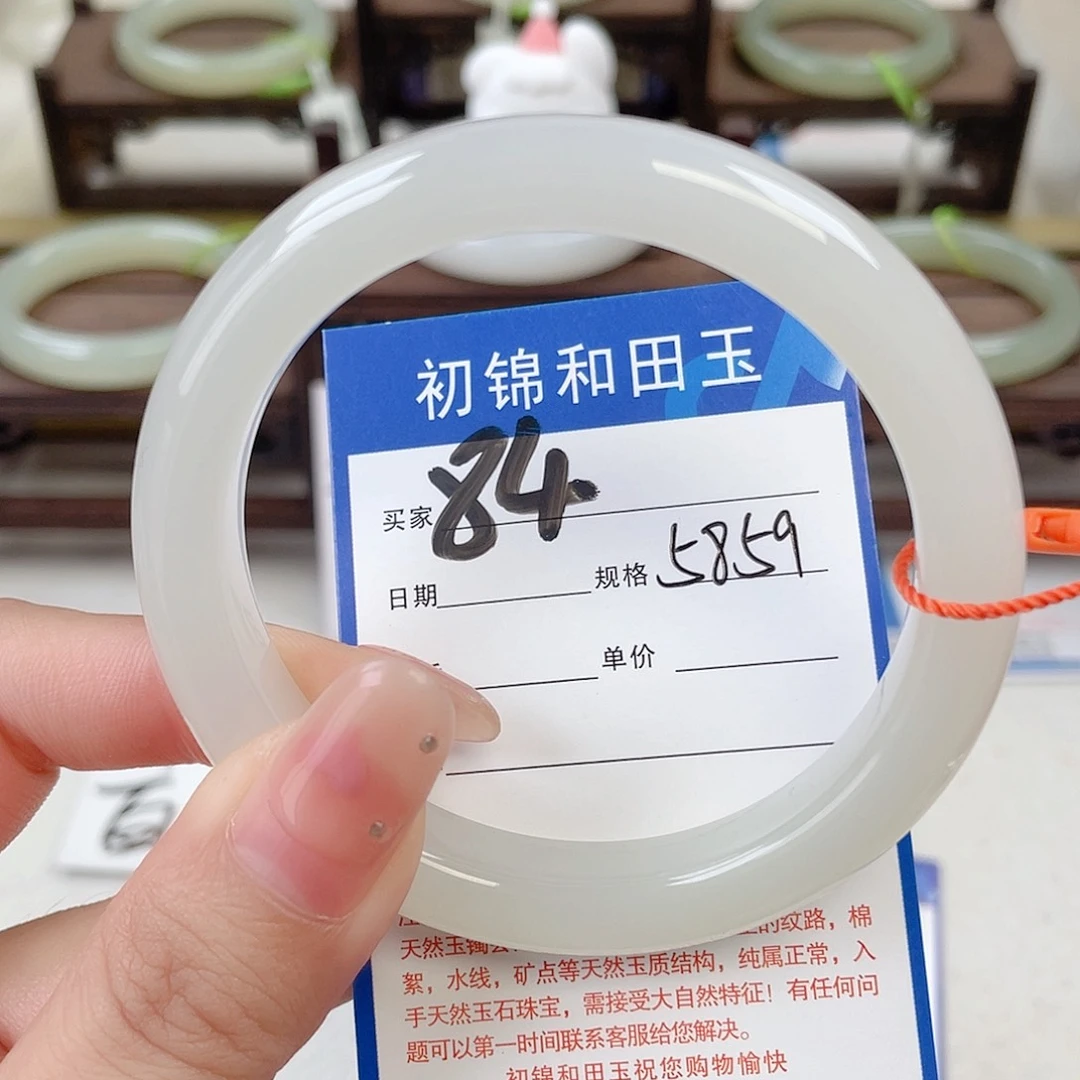 初锦和田玉
买家 84.
日期 规格 5859
单价
的纹路，棉
天然玉镯
絮，水线，矿点等天然玉质结构，纯属正常，入
手天然玉石珠宝，需接受大自然特征！有任何问
题可以第一时间联系客服给您解决。
初锦和田玉祝您购物愉快